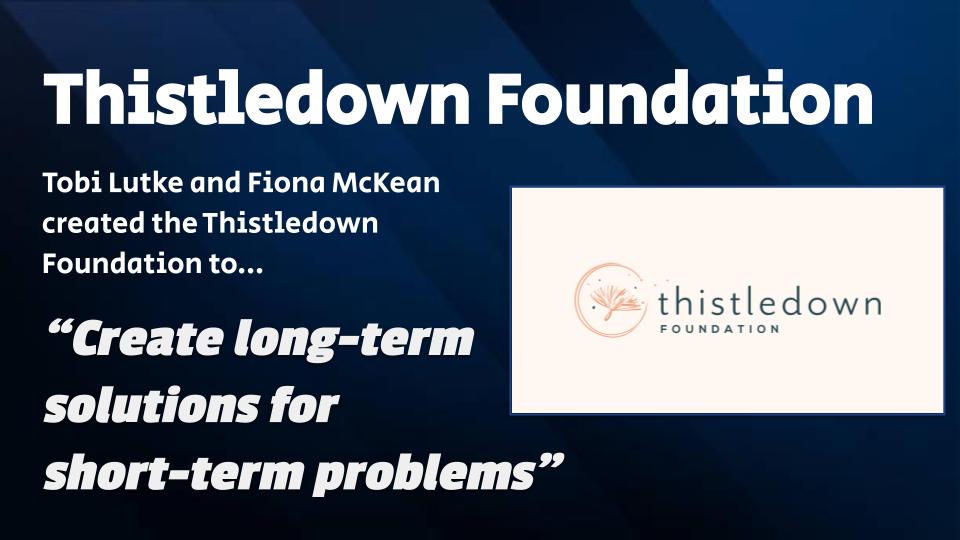 Thistledown Foundation
Tobi Lutke and Fiona McKean
created the Thistledown
Foundation to...
“Create long-term
solutions for
short-term problems”
thistledown
FOUNDATION